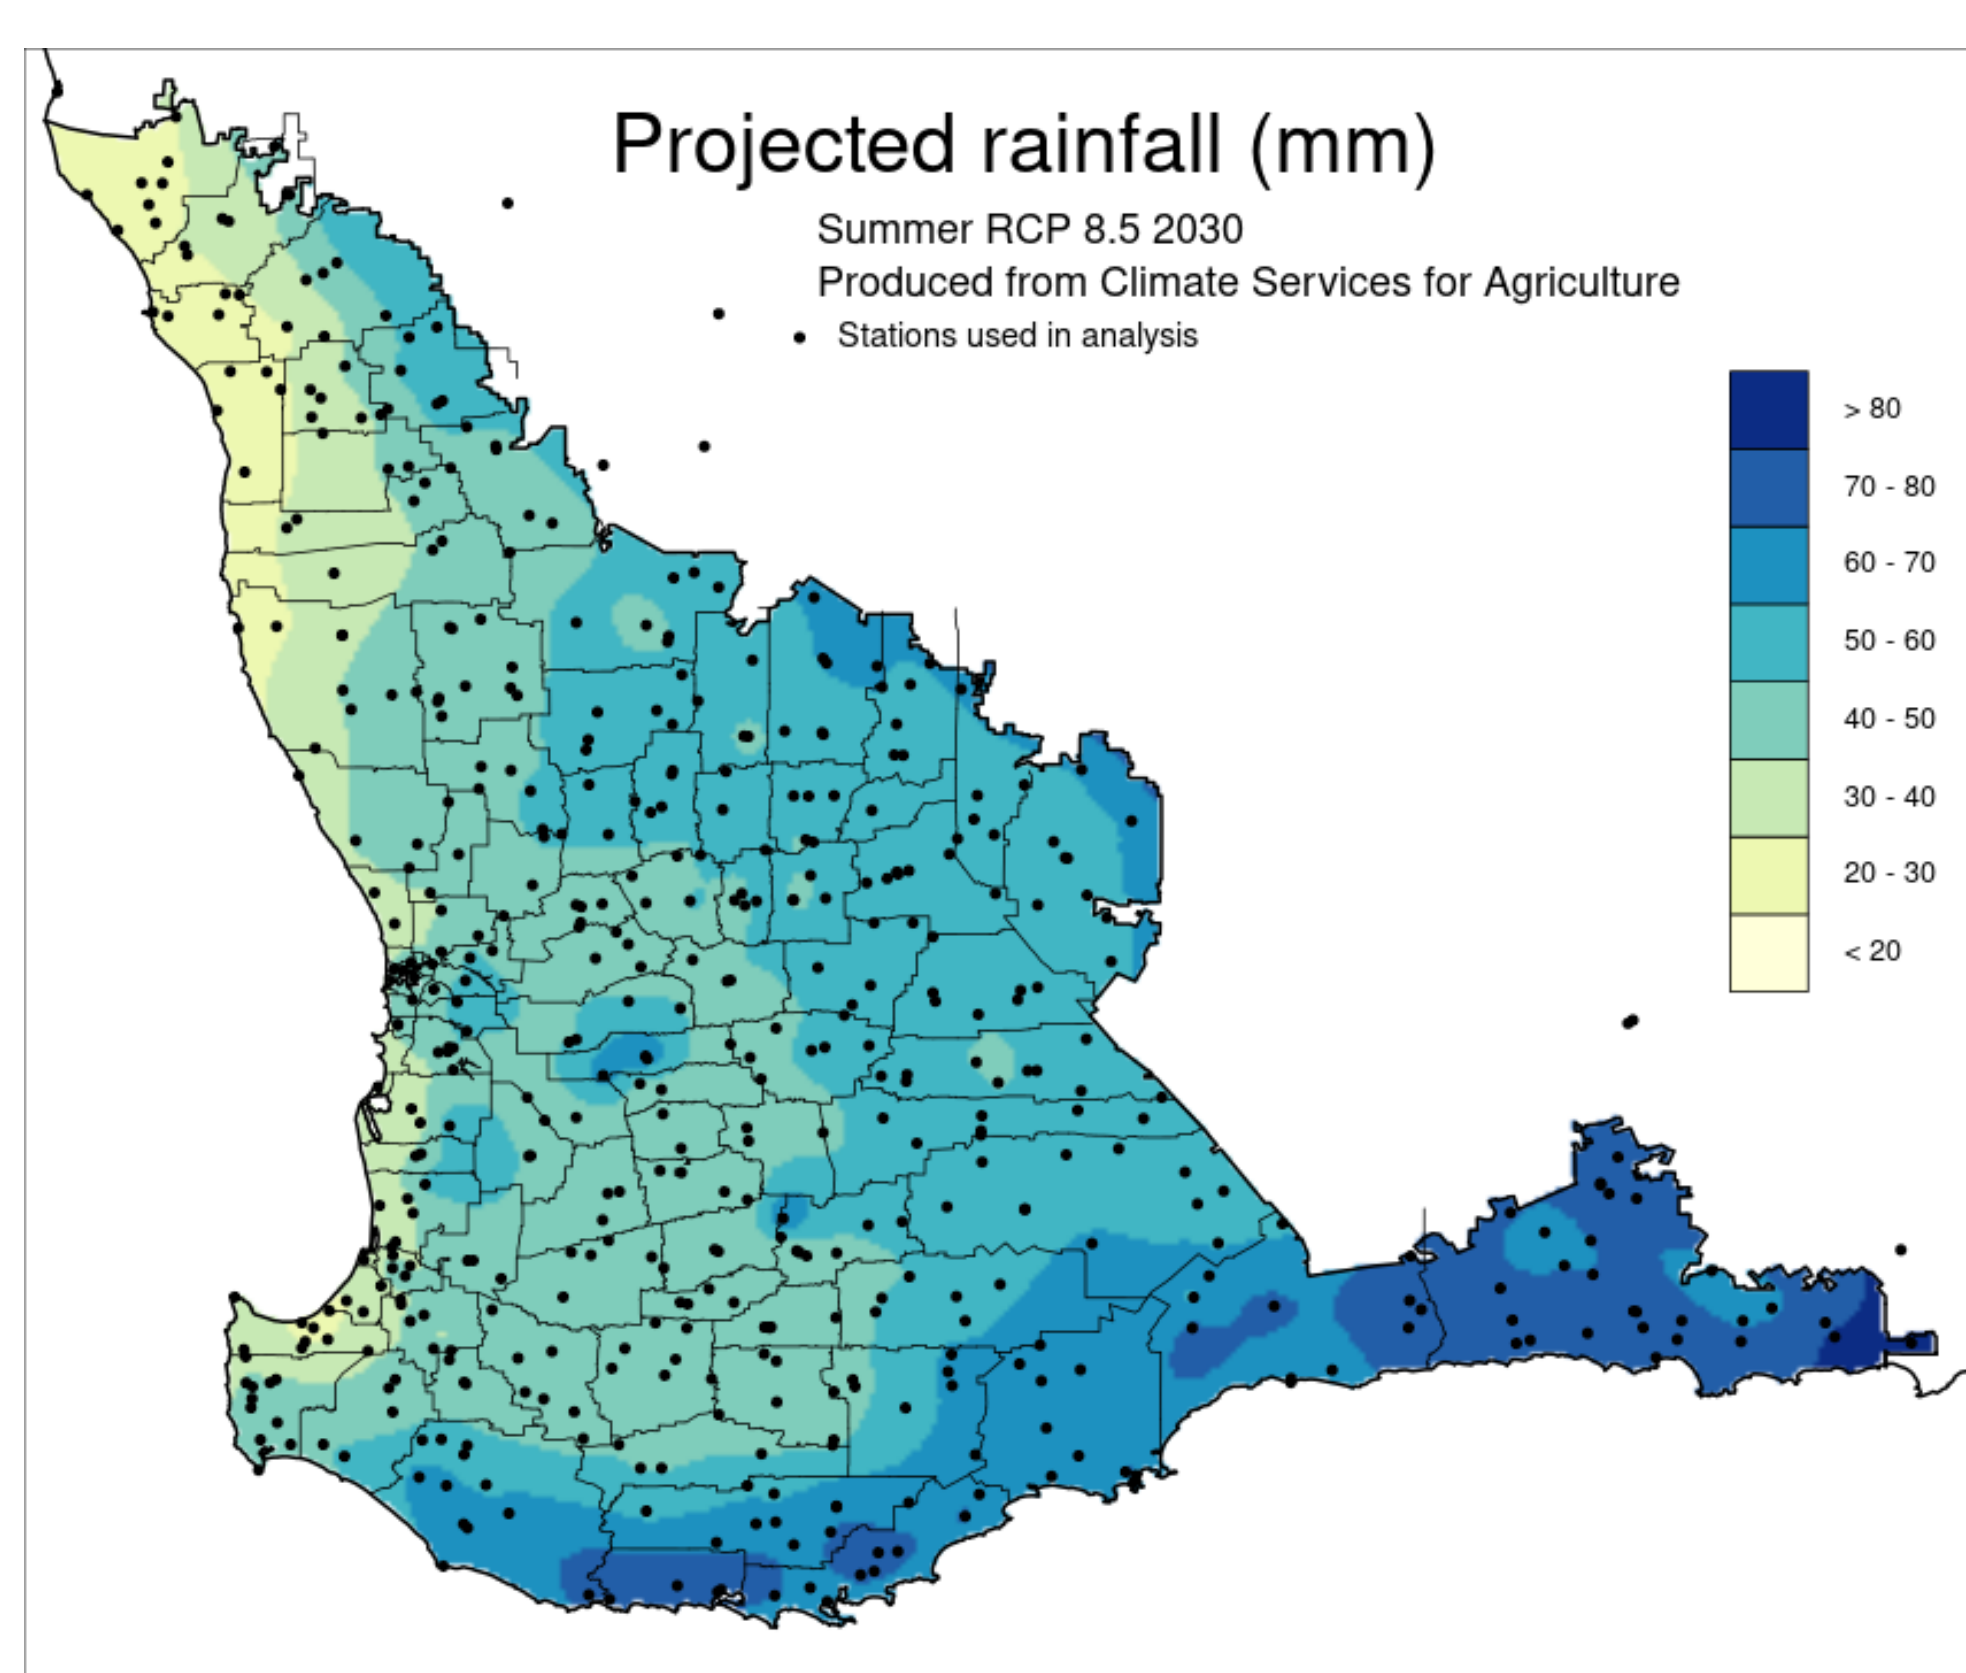 Projected rainfall (mm)
Summer RCP 8.5 2030
Produced from Climate Services for Agriculture
Stations used in analysis
> 80
70 - 80
60 - 70
50 - 60
40 - 50
30 - 40
20 - 30
< 20